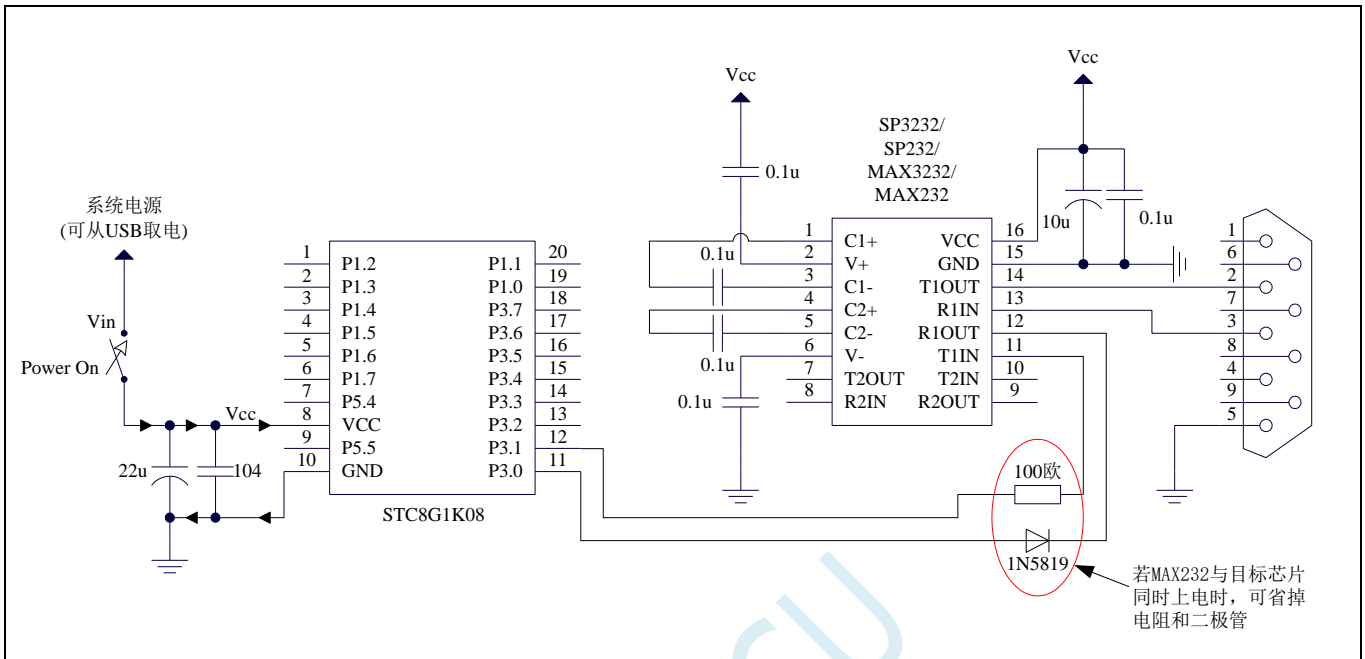 系统电源
(可从USB取电)
Vin
Power On
Vcc
22u
104
1
2
3
4
5
6
7
8
9
10
P1.2
P1.3
P1.4
P1.5
P1.6
P1.7
P5.4
VCC
P5.5
GND
P1.1
P1.0
P3.7
P3.6
P3.5
P3.4
P3.3
P3.2
P3.1
P3.0
20
19
18
17
16
15
14
13
12
11
STC8G1K08
Vcc
0.1u
0.1u
0.1u
0.1u
SP3232/
SP232/
MAX3232/
MAX232
1
2
3
4
5
6
7
8
C1+
V+
C1-
C2+
C2-
V-
T2OUT
R2IN
VCC
GND
T1OUT
R1IN
R1OUT
T1IN
T2IN
R2OUT
16
15
14
13
12
11
10
9
Vcc
10u
0.1u
1
6
2
7
3
8
4
9
5
100欧
1N5819
若MAX232与目标芯片
同时上电时，可省掉
电阻和二极管
CU